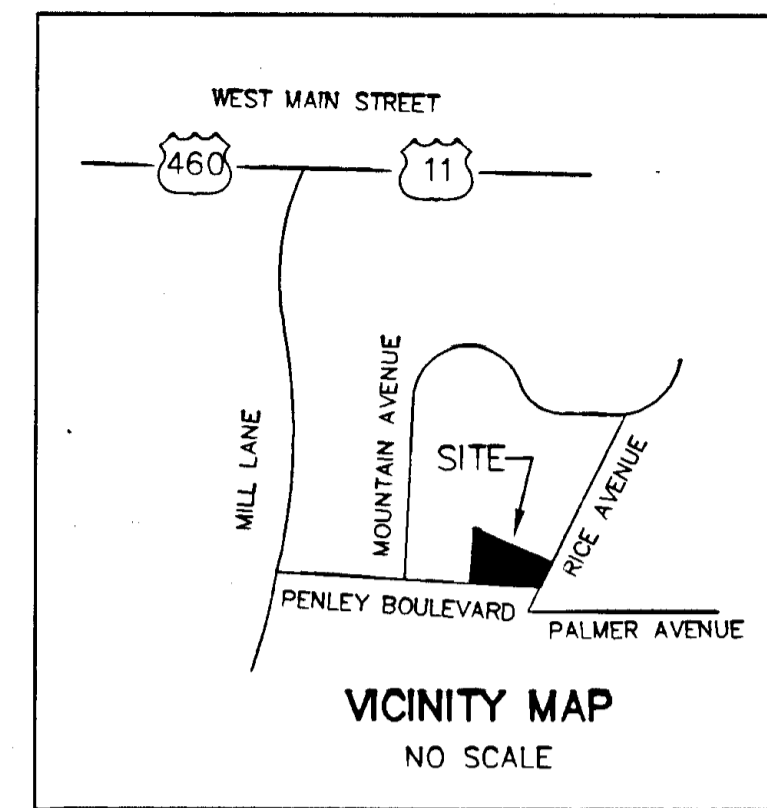 WEST MAIN STREET
460
11
MOUNTAIN AVENUE
MILL LANE
SITE
RICE AVENUE
PENLEY BOULEVARD
PALMER AVENUE
VICINITY MAP
NO SCALE